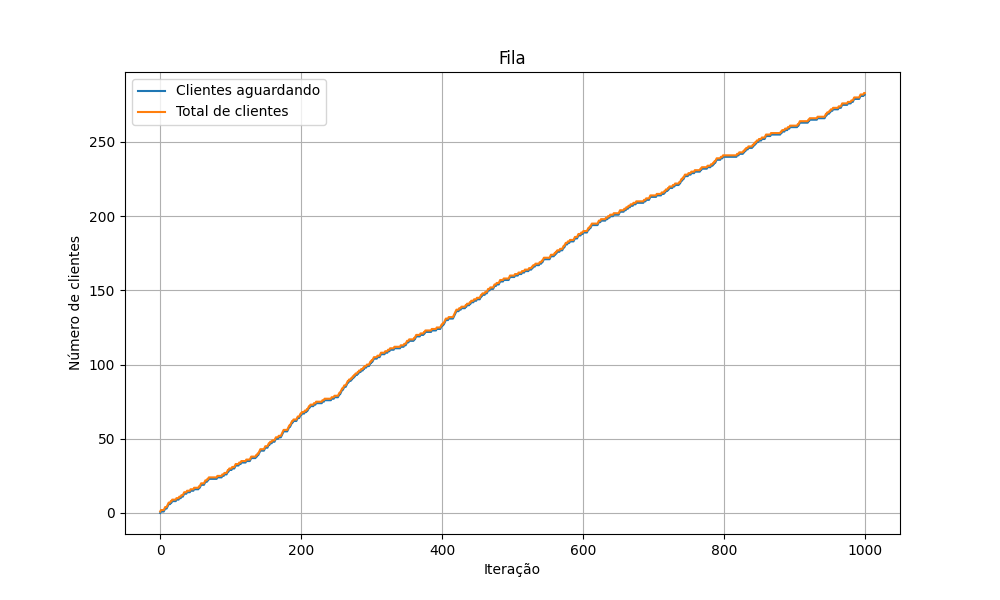 Fila
Clientes aguardando
Total de clientes
250
200
150
100
50
0
Número de clientes
0 200 400 600 800 1000
Iteração